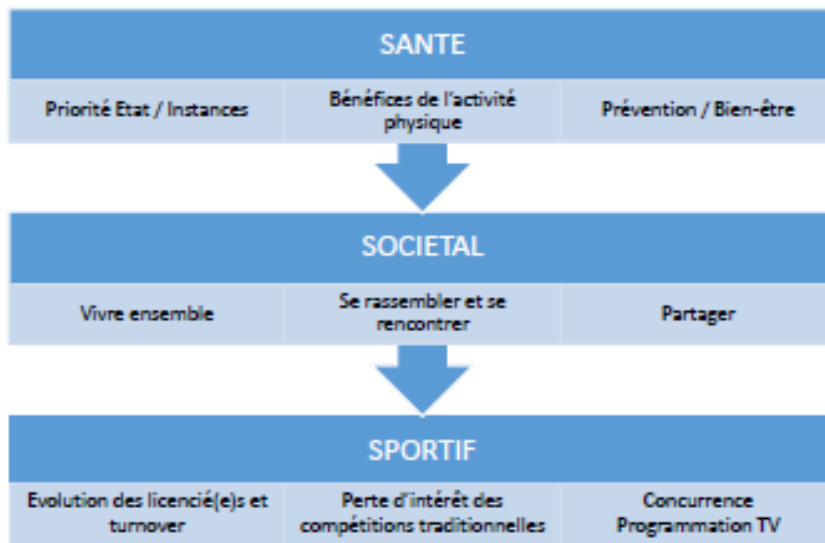 SANTE
Priorité Etat / Instances
Bénéfices de l'activité
physique
Prévention / Bien-être
SOCIETAL
Vivre ensemble
Se rassembler et se
rencontrer
Partager
SPORTIF
Evolution des licencié(e)s et
turnover
Perte d'intérêt des
compétitions traditionnelles
Concurrence
Programmation TV